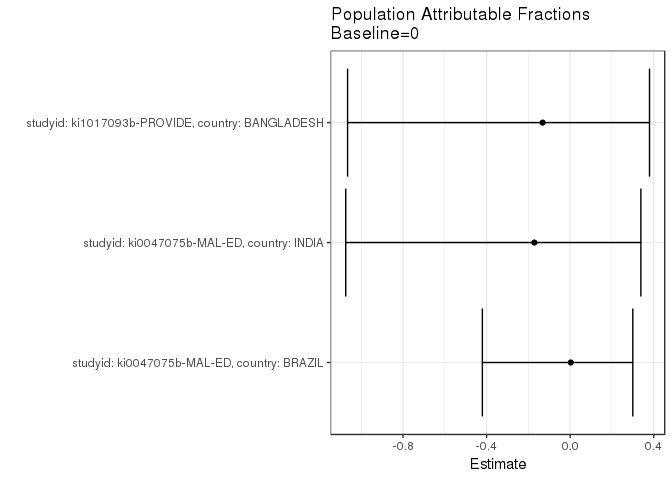 Population Attributable Fractions
Baseline=0
studyid: ki1017093b-PROVIDE, country: BANGLADESH
studyid: ki0047075b-MAL-ED, country: INDIA
studyid: ki0047075b-MAL-ED, country: BRAZIL
-0.8 -0.4 0.0 0.4
Estimate